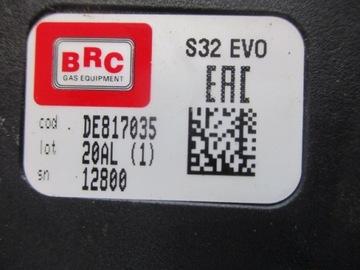 BRC
GAS EQUIPMENT
S32 EVO
EAC
cod DE817035
lot 20AL (1)
sn 12800